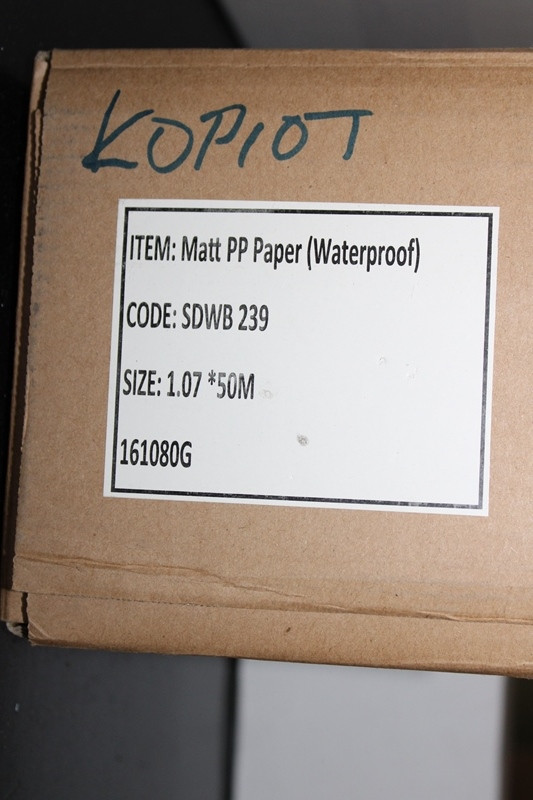 KOPIOT
ITEM: Matt PP Paper (Waterproof)
CODE: SDWB 239
SIZE: 1.07 *50M
161080G